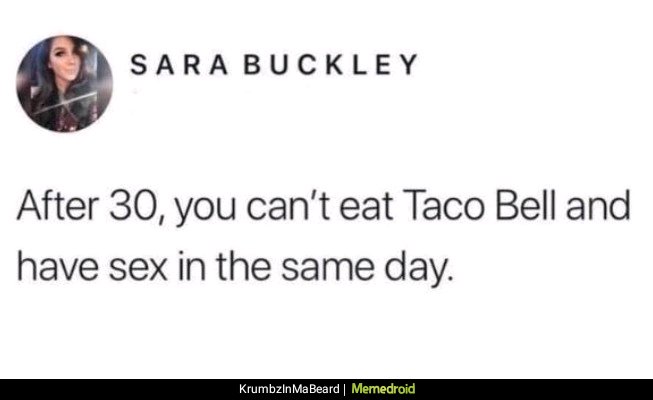 SARA BUCKLEY
After 30, you can’t eat Taco Bell and
have sex in the same day.
KrumbzInMaBeard | Memedroid